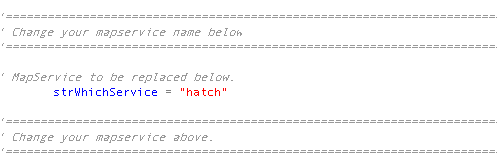 '======================================================================
' Change your mapservice name below
'======================================================================
' MapService to be replaced below.
strWhichService = "hatch"
'======================================================================
' Change your mapservice above.
'======================================================================